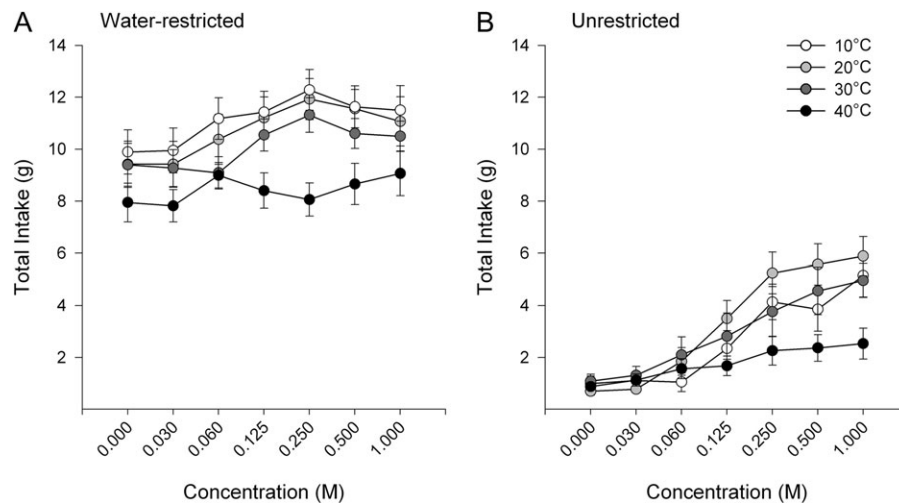 A Water-restricted
Total Intake (g)
14
12
10
8
6
4
2
0.000 0.030 0.060 0.125 0.250 0.500 1.000
Concentration (M)
B Unrestricted
10°C
20°C
30°C
40°C
Total Intake (g)
14
12
10
8
6
4
2
0.000 0.030 0.060 0.125 0.250 0.500 1.000
Concentration (M)